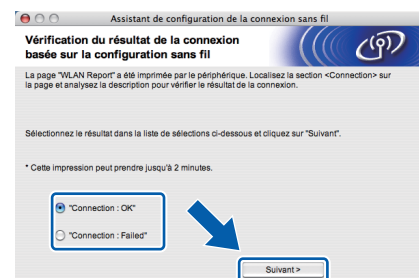 Assistant de configuration de la connexion sans fil
Vérification du résultat de la connexion
basée sur la configuration sans fil
La page "WLAN Report" a été imprimée par le périphérique. Localisez la section <Connection> sur
la page et analysez la description pour vérifier le résultat de la connexion.
Sélectionnez le résultat dans la liste de sélections ci-dessous et cliquez sur "Suivant".
* Cette impression peut prendre jusqu'à 2 minutes.
"Connection : OK"
"Connection : Failed"
Suivant >